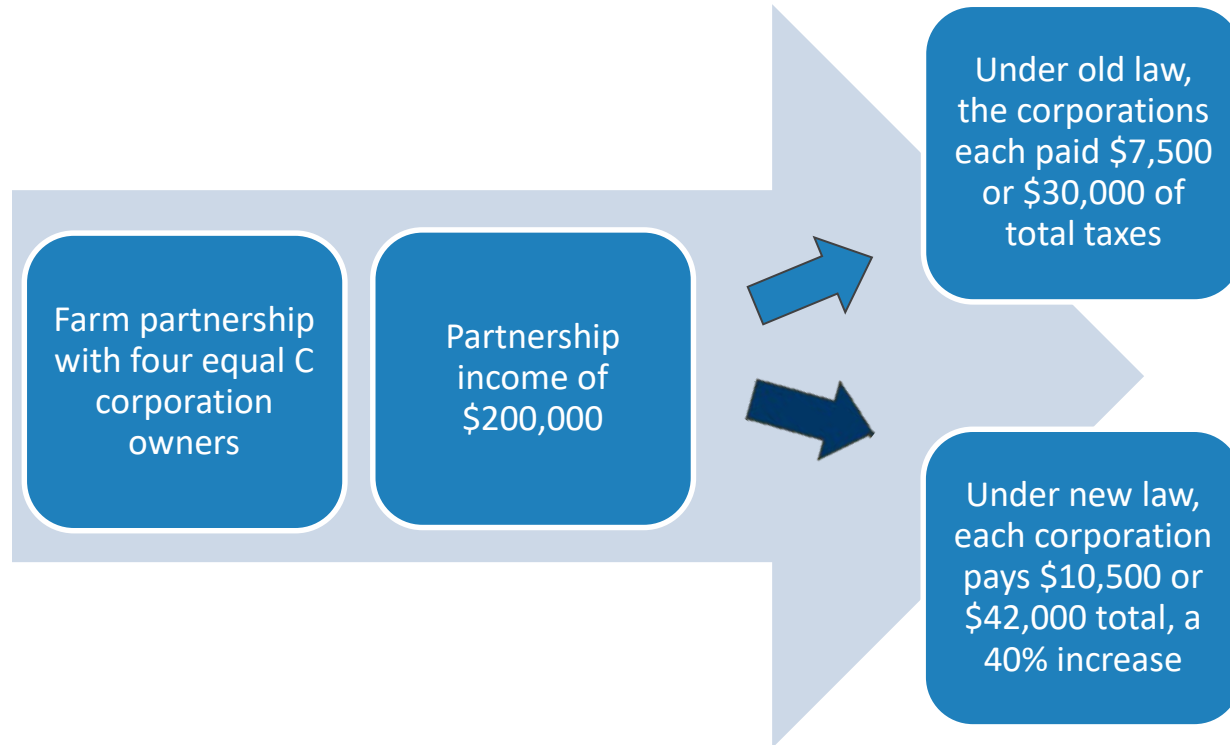 Farm partnership
with four equal C
corporation
owners
Partnership
income of
$200,000
Under old law,
the corporations
each paid $7,500
or $30,000 of
total taxes
Under new law,
each corporation
pays $10,500 or
$42,000 total, a
40% increase